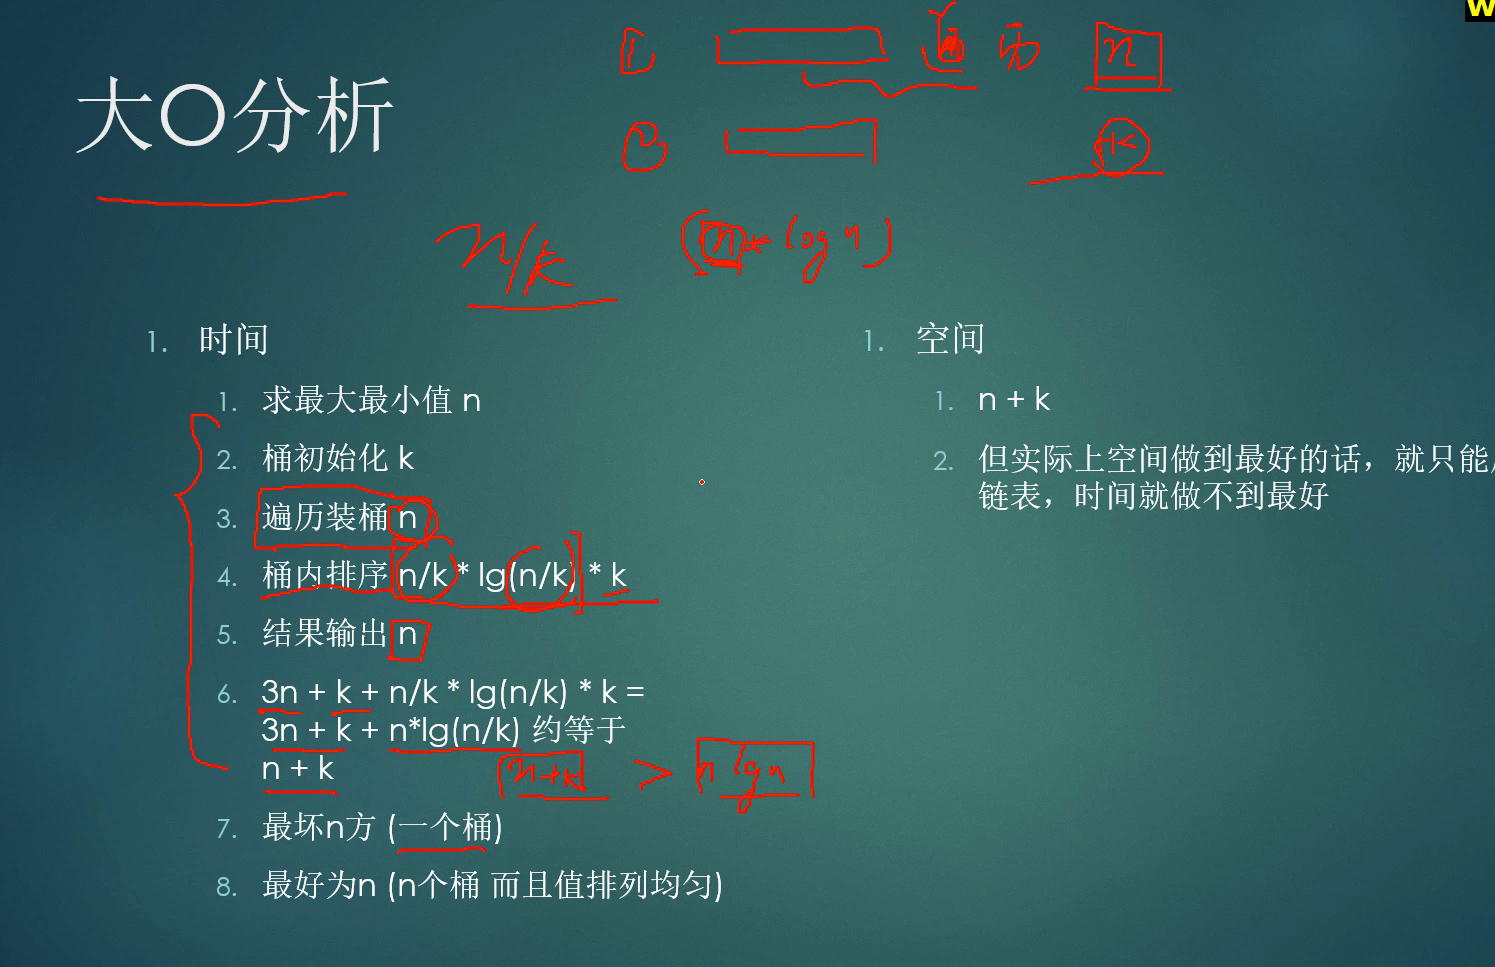 W
1
遍历
n
大O分析
2
k
n/k
(n * log n)
1. 时间
1. 求最大最小值 n
2. 桶初始化 k
3. 遍历装桶 n
4. 桶内排序 n/k * lg(n/k) * k
5. 结果输出 n
6. 3n + k + n/k * lg(n/k) * k =
3n + k + n*lg(n/k) 约等于
n + k
n+k > n lgn
7. 最坏n方 (一个桶)
8. 最好为n (n个桶 而且值排列均匀)
1. 空间
1. n + k
2. 但实际上空间做到最好的话，就只能
链表，时间就做不到最好